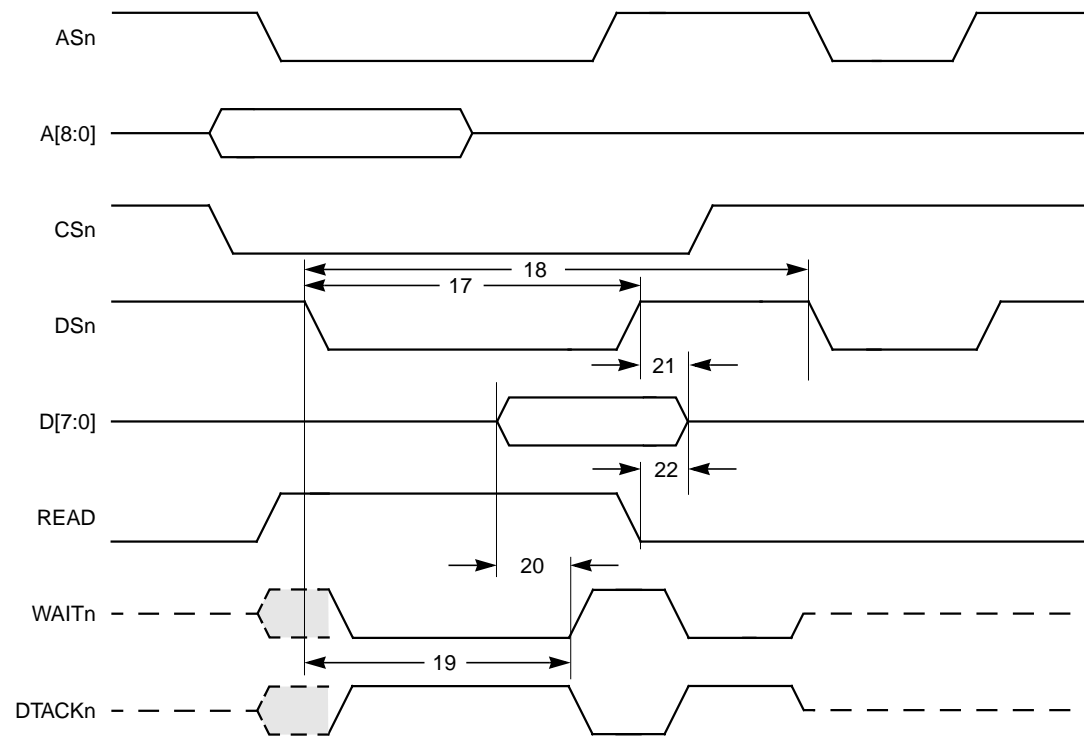 ASn
A[8:0]
CSn
18
17
DSn
21
D[7:0]
22
READ
20
WAITn
19
DTACKn